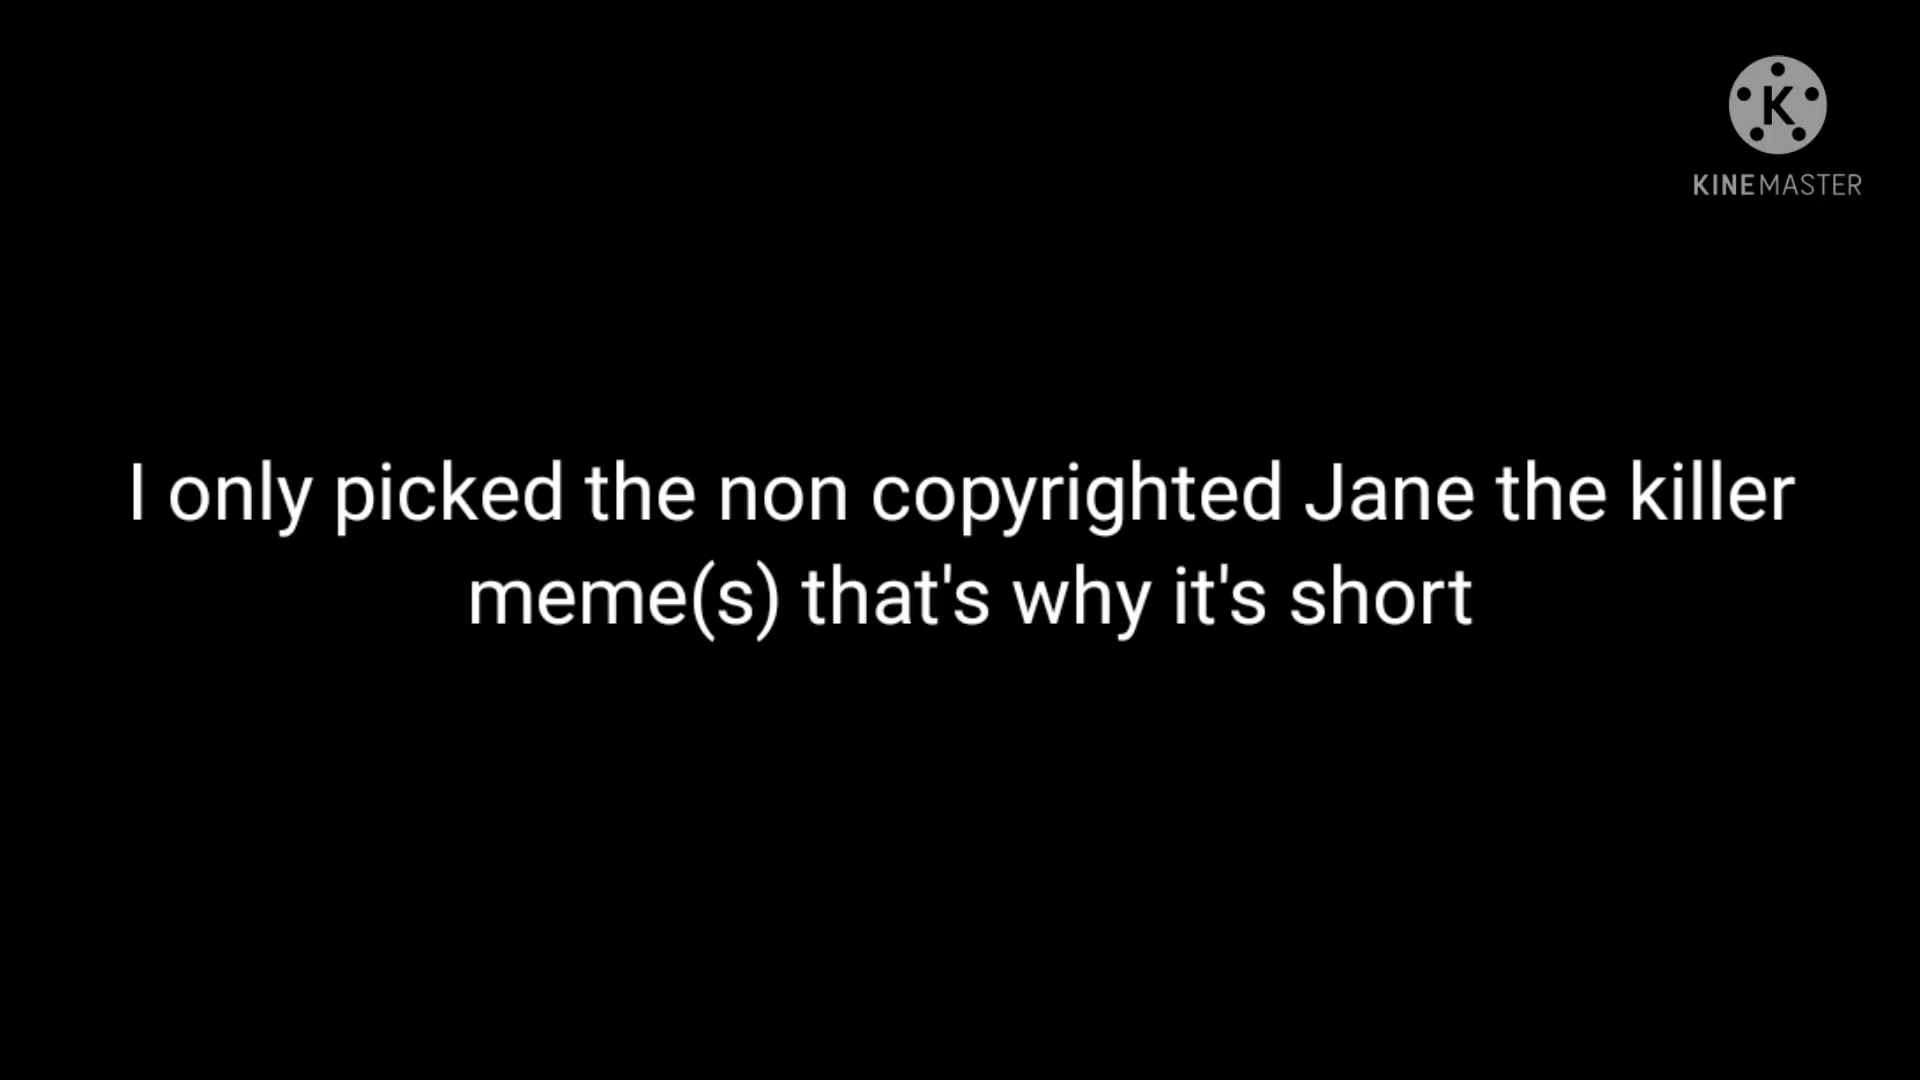 K
KINEMASTER
I only picked the non copyrighted Jane the killer
meme(s) that's why it's short